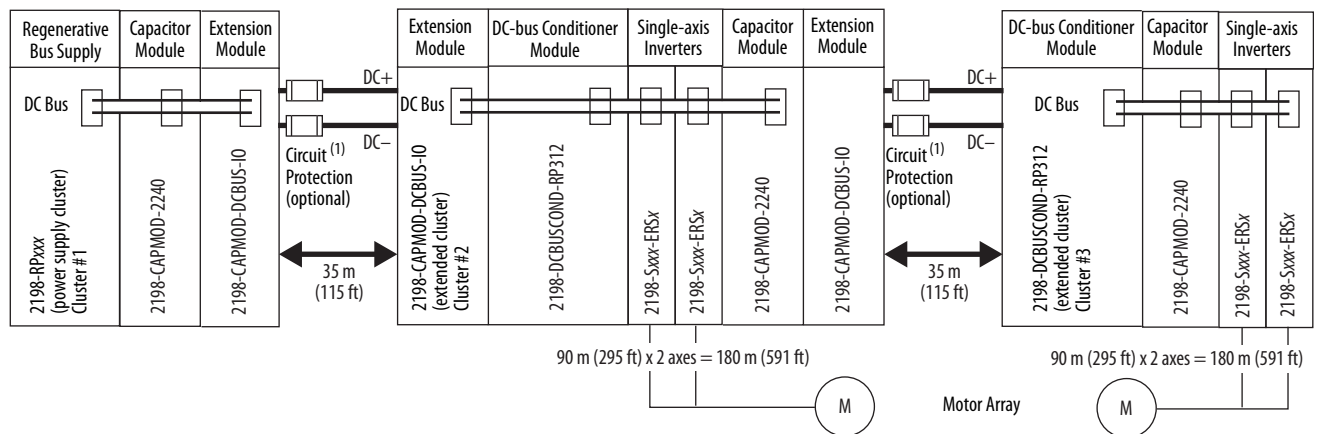 Regenerative
Bus Supply
Capacitor
Module
Extension
Module
DC Bus
2198-RPxxx
(power supply cluster)
Cluster #1
2198-CAPMOD-2240
2198-CAPMOD-DCBUS-IO
DC+
DC–
Circuit (1)
Protection
(optional)
35 m
(115 ft)
Extension
Module
DC-bus Conditioner
Module
Single-axis
Inverters
Capacitor
Module
Extension
Module
DC Bus
2198-CAPMOD-DCBUS-IO
(extended cluster)
Cluster #2
2198-DCBUSCOND-RP312
2198-Sxxx-ERSx
2198-Sxxx-ERSx
2198-CAPMOD-2240
2198-CAPMOD-DCBUS-IO
DC+
DC–
Circuit (1)
Protection
(optional)
35 m
(115 ft)
DC-bus Conditioner
Module
Capacitor
Module
Single-axis
Inverters
DC Bus
2198-DCBUSCOND-RP312
(extended cluster)
Cluster #3
2198-CAPMOD-2240
2198-Sxxx-ERSx
2198-Sxxx-ERSx
90 m (295 ft) x 2 axes = 180 m (591 ft)
90 m (295 ft) x 2 axes = 180 m (591 ft)
M
Motor Array
M